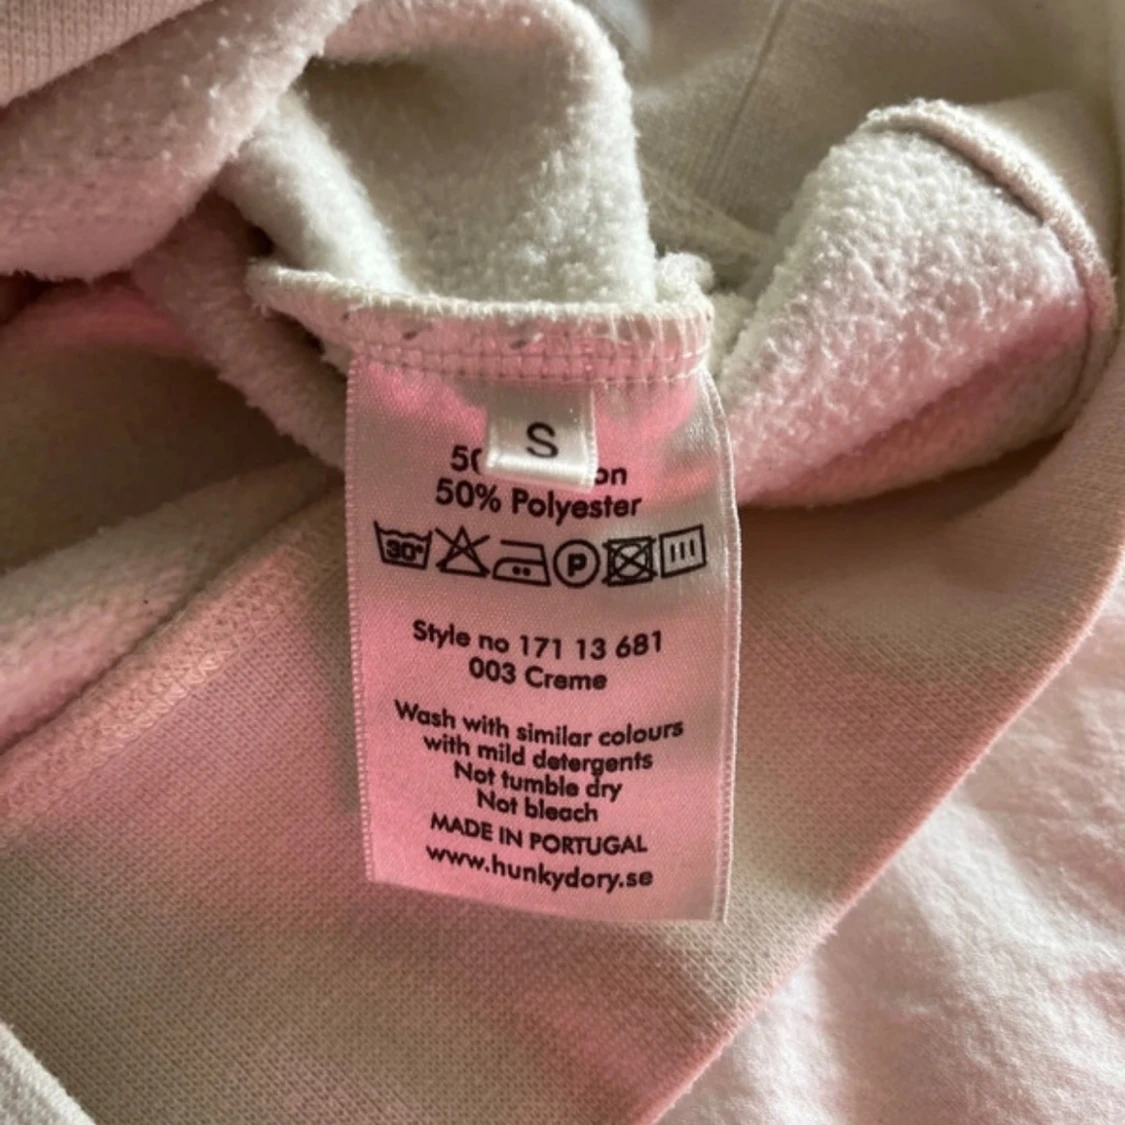 S
50% Polyester
30°
P
Style no 171 13 681
003 Creme
Wash with similar colours
with mild detergents
Not tumble dry
Not bleach
MADE IN PORTUGAL
www.hunkydory.se